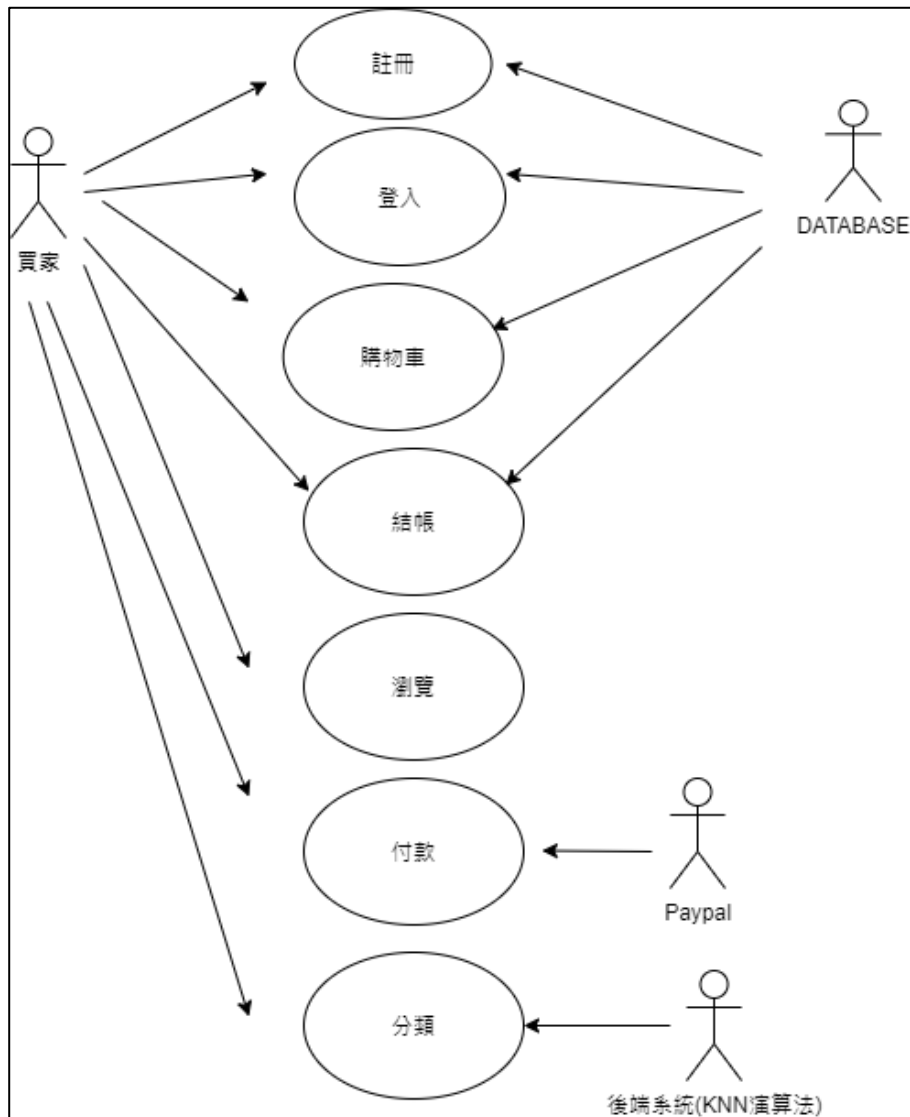 註冊
登入
DATABASE
買家
購物車
結帳
瀏覽
付款
Paypal
分類
後端系統(KNN演算法)